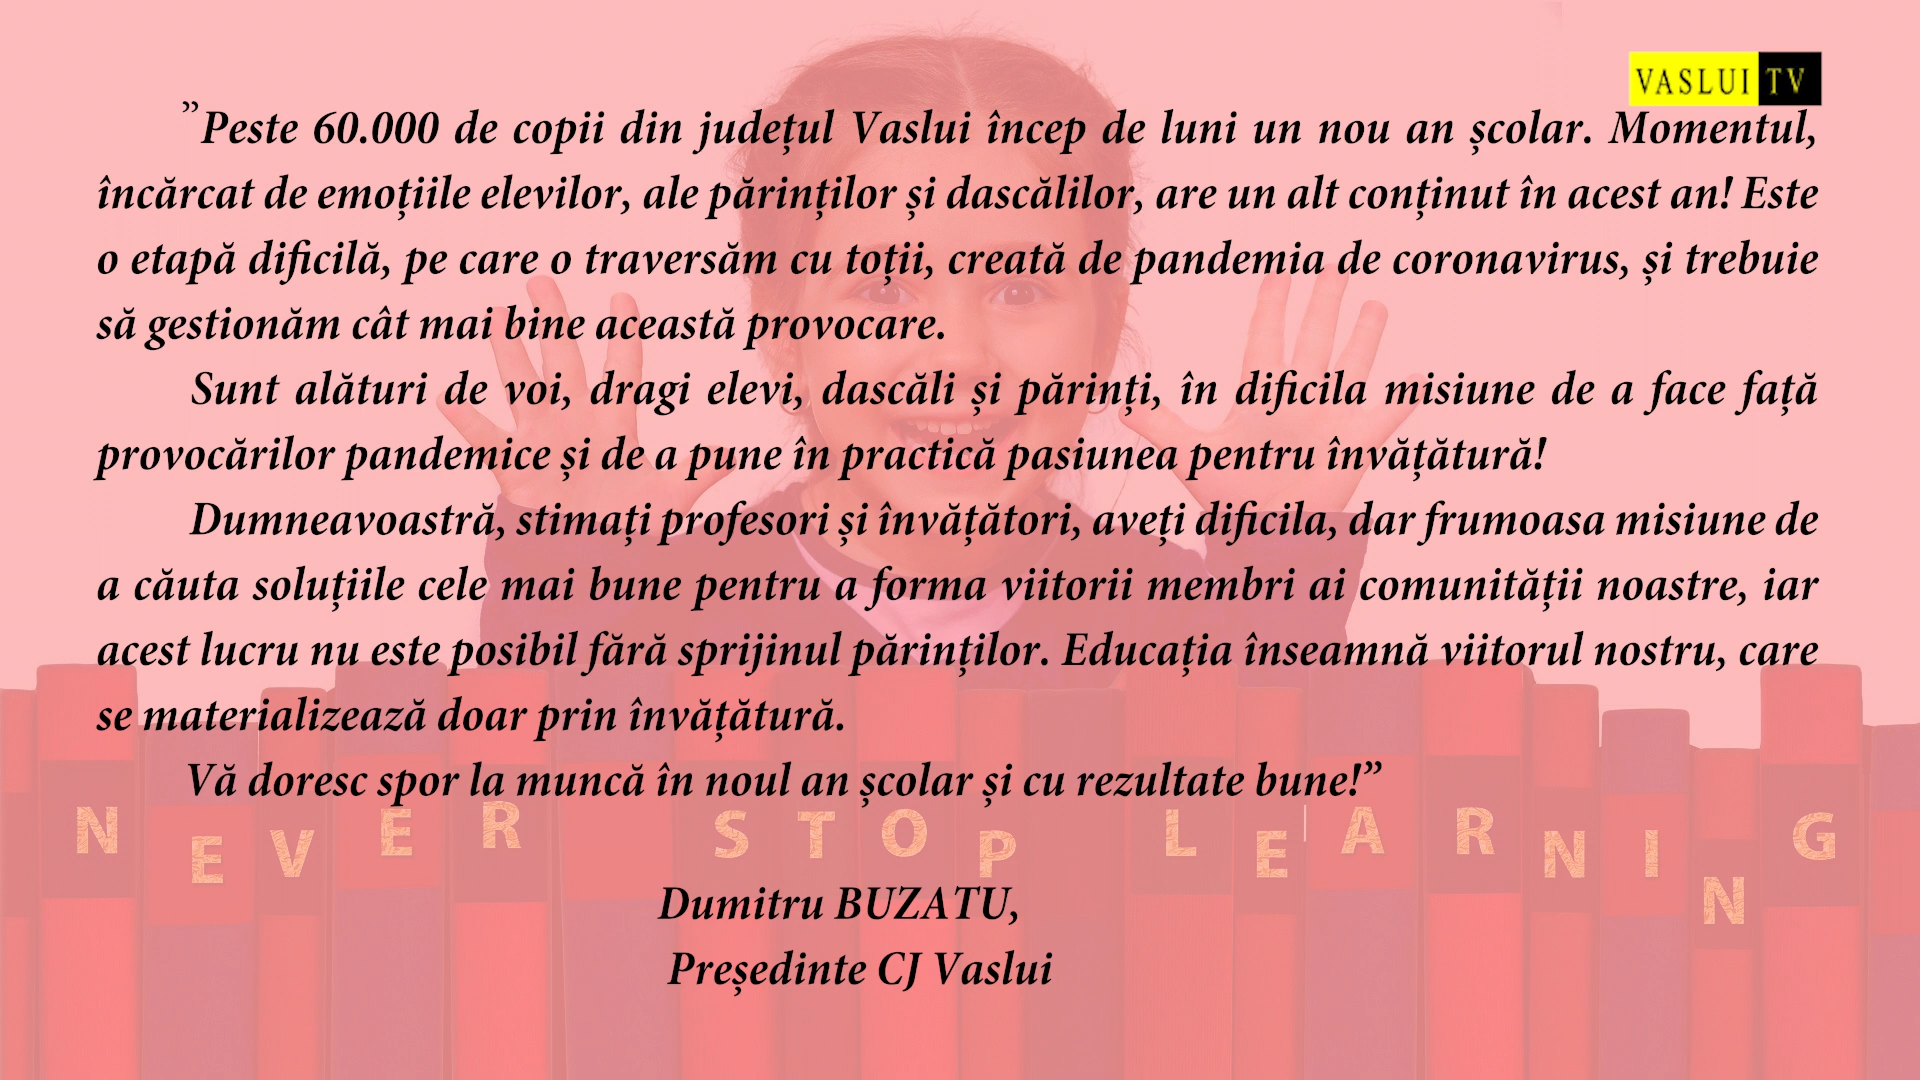 VASLUI TV
”Peste 60.000 de copii din județul Vaslui încep de luni un nou an școlar. Momentul,
încărcat de emoțiile elevilor, ale părinților și dascălilor, are un alt conținut în acest an! Este
o etapă dificilă, pe care o traversăm cu toții, creată de pandemia de coronavirus, și trebuie
să gestionăm cât mai bine această provocare.
Sunt alături de voi, dragi elevi, dascăli și părinți, în dificila misiune de a face față
provocărilor pandemice și de a pune în practică pasiunea pentru învățătură!
Dumneavoastră, stimați profesori și învățători, aveți dificila, dar frumoasa misiune de
a căuta soluțiile cele mai bune pentru a forma viitorii membri ai comunității noastre, iar
acest lucru nu este posibil fără sprijinul părinților. Educația înseamnă viitorul nostru, care
se materializează doar prin învățătură.
Vă doresc spor la muncă în noul an școlar și cu rezultate bune!”
NEVER STOP LEARNING
Dumitru BUZATU,
Președinte CJ Vaslui